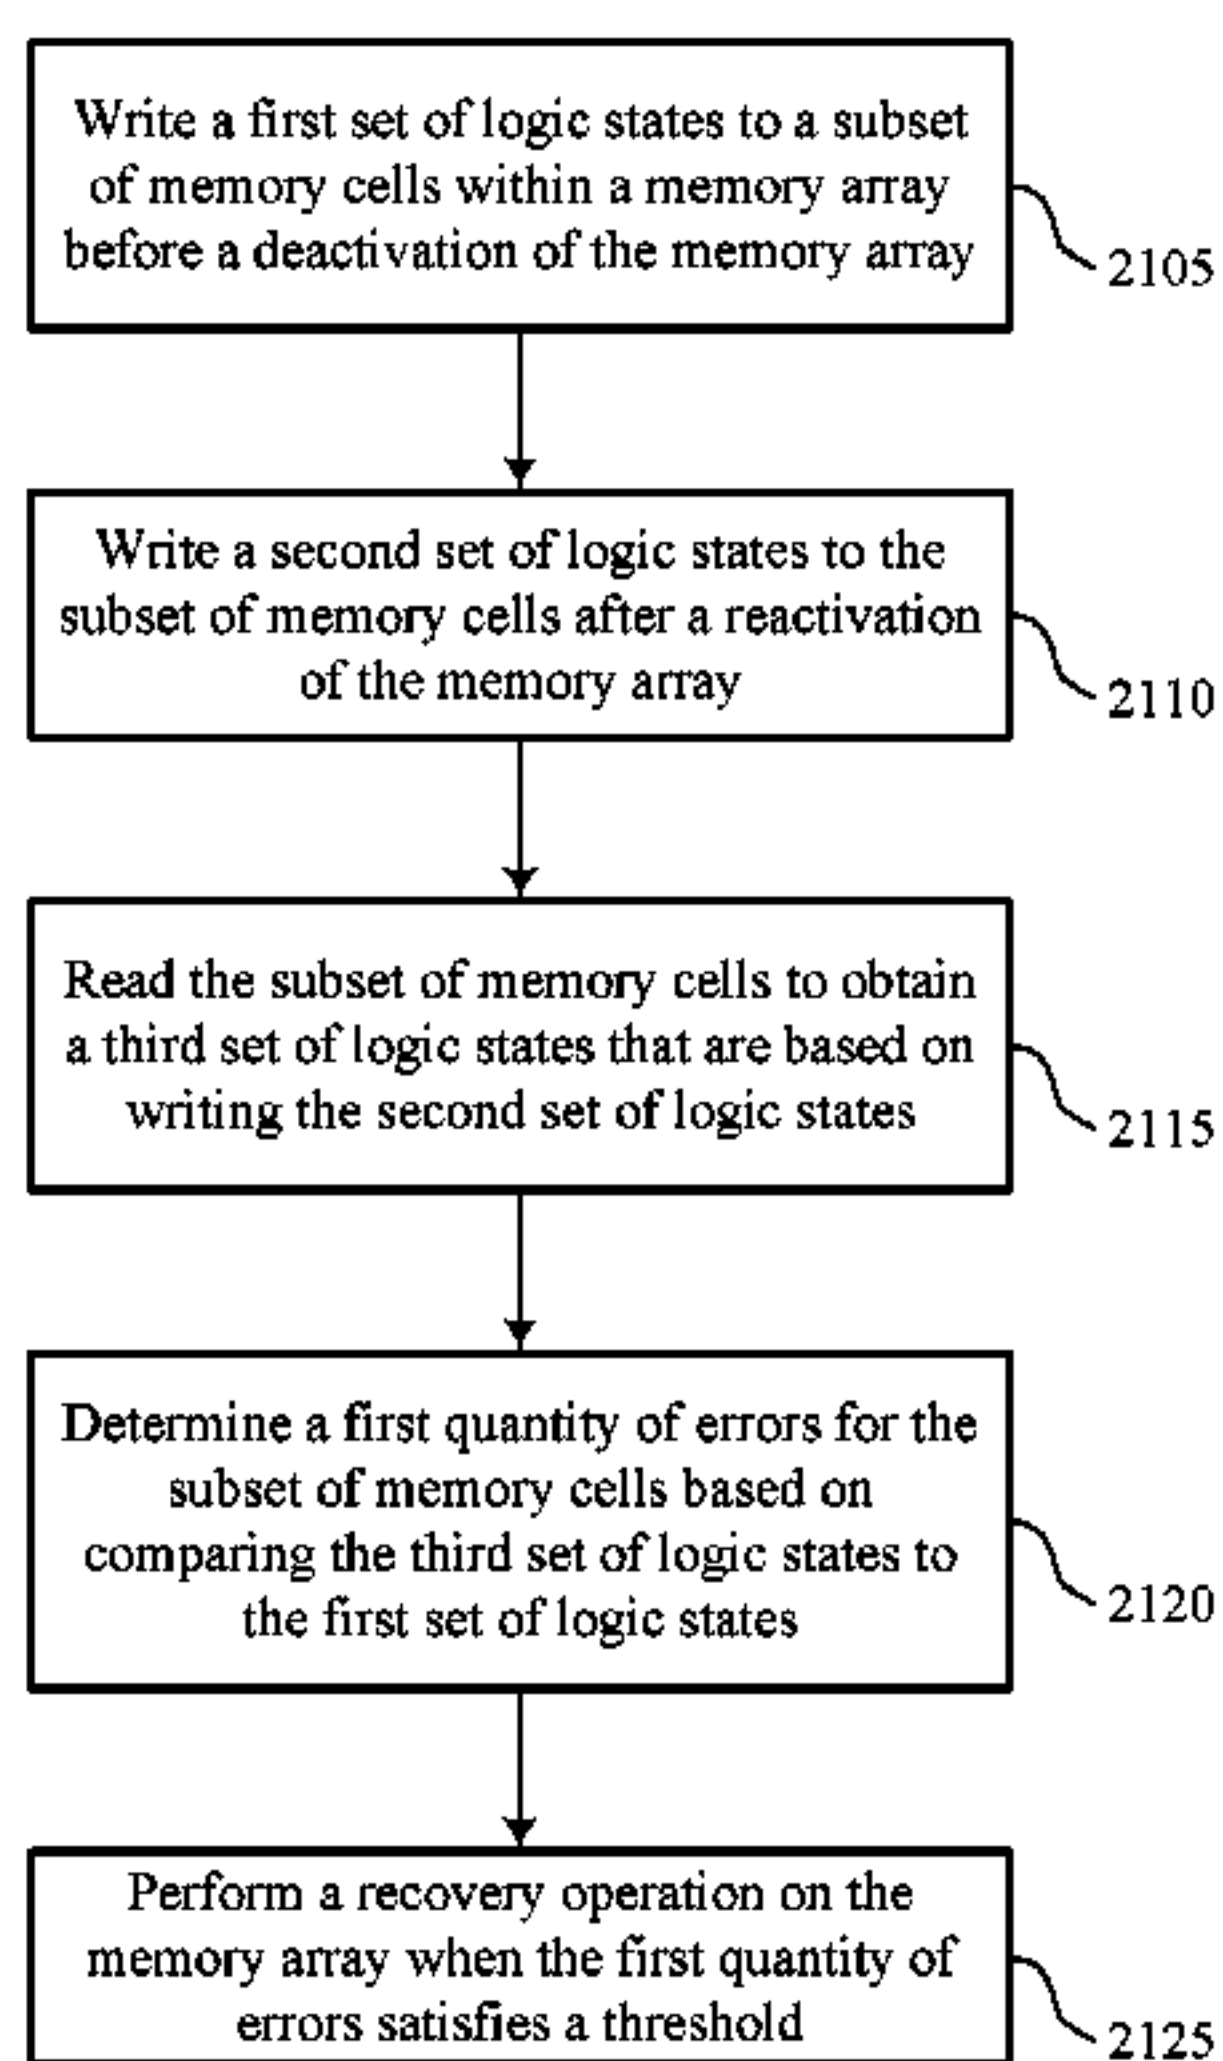 Write a first set of logic states to a subset
of memory cells within a memory array
before a deactivation of the memory array
2105
Write a second set of logic states to the
subset of memory cells after a reactivation
of the memory array
2110
Read the subset of memory cells to obtain
a third set of logic states that are based on
writing the second set of logic states
2115
Determine a first quantity of errors for the
subset of memory cells based on
comparing the third set of logic states to
the first set of logic states
2120
Perform a recovery operation on the
memory array when the first quantity of
errors satisfies a threshold
2125